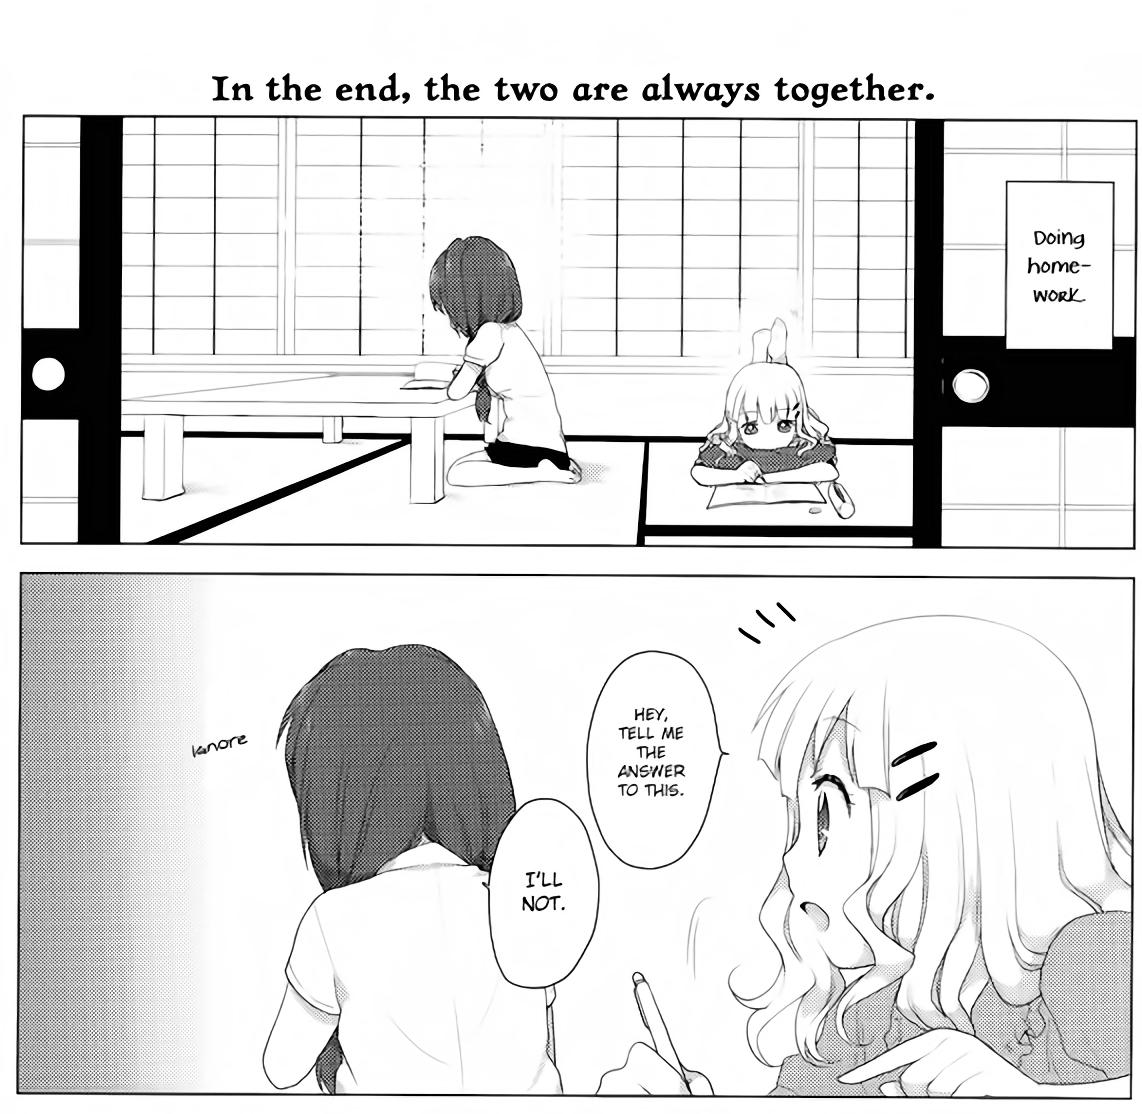 In the end, the two are always together.
Doing
home-
work
HEY,
TELL ME
THE
ANSWER
TO THIS.
Ignore
I'LL
NOT.